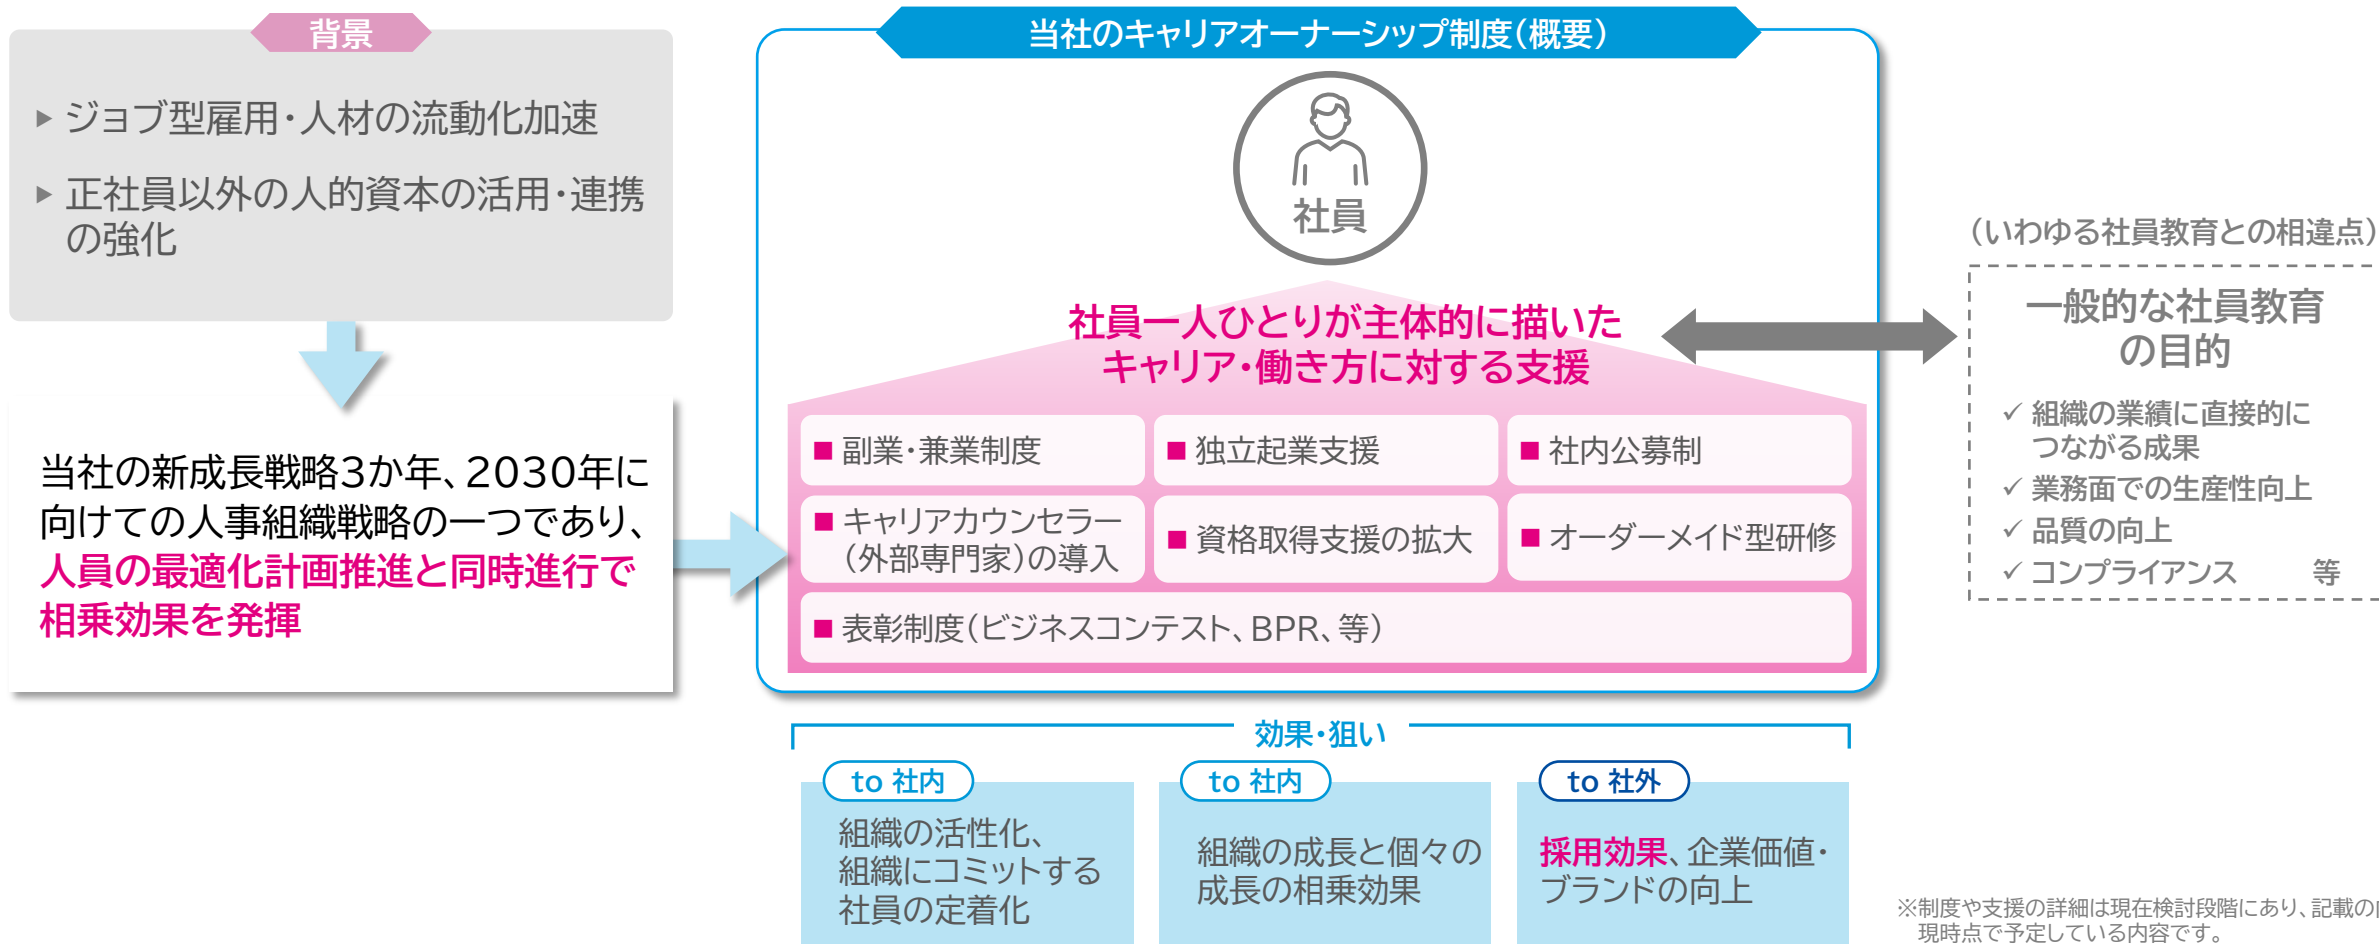 背景
ジョブ型雇用・人材の流動化加速
正社員以外の人的資本の活用・連携
の強化
当社の新成長戦略3か年、2030年に
向けての人事組織戦略の一つであり、
人員の最適化計画推進と同時進行で
相乗効果を発揮
当社のキャリアオーナーシップ制度（概要）
社員
社員一人ひとりが主体的に描いた
キャリア・働き方に対する支援
■ 副業・兼業制度
■ 独立起業支援
■ 社内公募制
■ キャリアカウンセラー
（外部専門家）の導入
■ 資格取得支援の拡大
■ オーダーメイド型研修
■ 表彰制度（ビジネスコンテスト、BPR、等）
（いわゆる社員教育との相違点）
一般的な社員教育
の目的
✓ 組織の業績に直接的に
つながる成果
✓ 業務面での生産性向上
✓ 品質の向上
✓ コンプライアンス 等
効果・狙い
to 社内
組織の活性化、
組織にコミットする
社員の定着化
to 社内
組織の成長と個々の
成長の相乗効果
to 社外
採用効果、企業価値・
ブランドの向上
※制度や支援の詳細は現在検討段階にあり、記載の
現時点で予定している内容です。